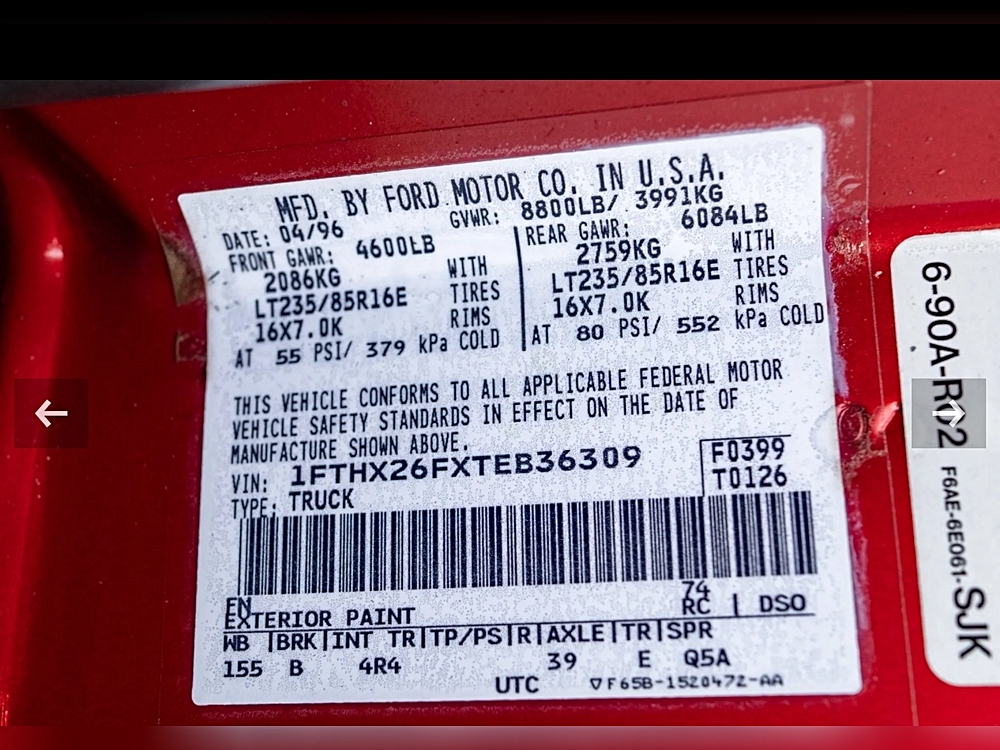 MFD. BY FORD MOTOR CO. IN U.S.A.
DATE: 04/96 GVWR: 8800LB/ 3991KG
FRONT GAWR: 4600LB
2086KG WITH
LT235/85R16E TIRES
16X7.0K RIMS
AT 55 PSI/ 379 kPa COLD
REAR GAWR: 6084LB
2759KG WITH
LT235/85R16E TIRES
16X7.0K RIMS
AT 80 PSI/ 552 kPa COLD
THIS VEHICLE CONFORMS TO ALL APPLICABLE FEDERAL MOTOR
VEHICLE SAFETY STANDARDS IN EFFECT ON THE DATE OF
MANUFACTURE SHOWN ABOVE.
VIN: 1FTHX26FXTEB36309
TYPE: TRUCK
F0399
T0126
EN 74
EXTERIOR PAINT RC | DSO
WB |BRK|INT TR|TP/PS|R|AXLE|TR|SPR
155 B 4R4 39 E Q5A
UTC ▽F65B-1520472-AA
6-90A-R02 F6AE-6E061-SJK